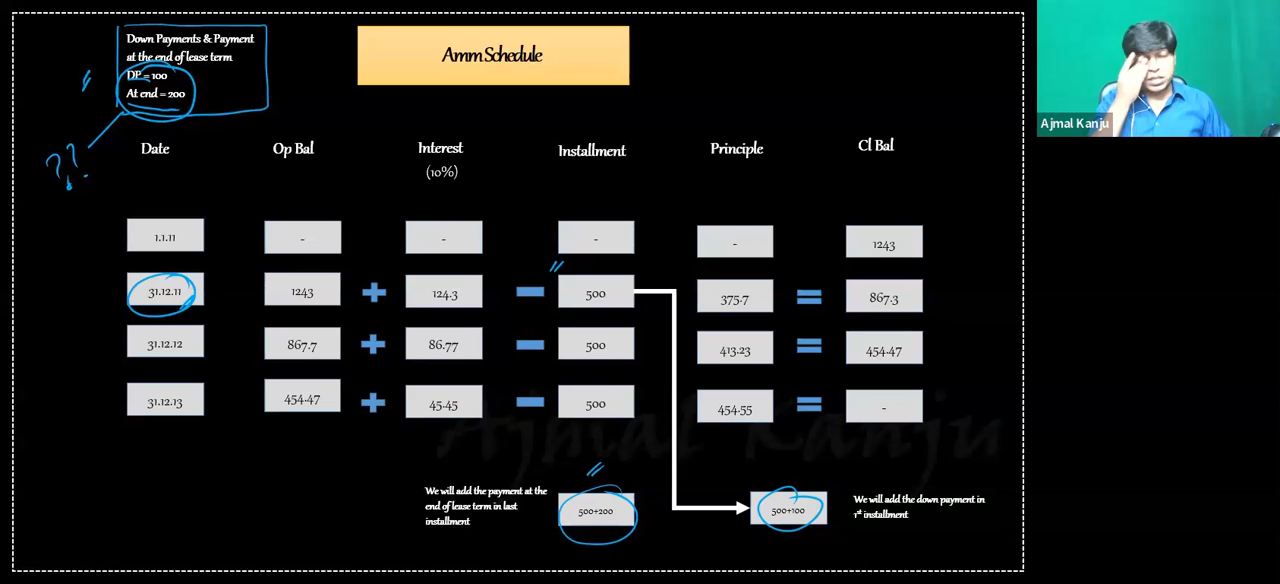 Down Payments & Payment
at the end of lease term
DP = 100
At end = 200
Amm Schedule
Ajmal Kanju
??
Date Op Bal Interest Installment Principle Cl Bal
(10%)
1.1.11 - - - - 1243
31.12.11 1243 + 124.3 - 500 375.7 = 867.3
31.12.12 867.7 + 86.77 - 500 413.23 = 454.47
31.12.13 454.47 + 45.45 - 500 454.55 = -
Ajmal Kanju
We will add the payment at the
end of lease term in last
installment
500+200
500+100
We will add the down payment in
1st installment